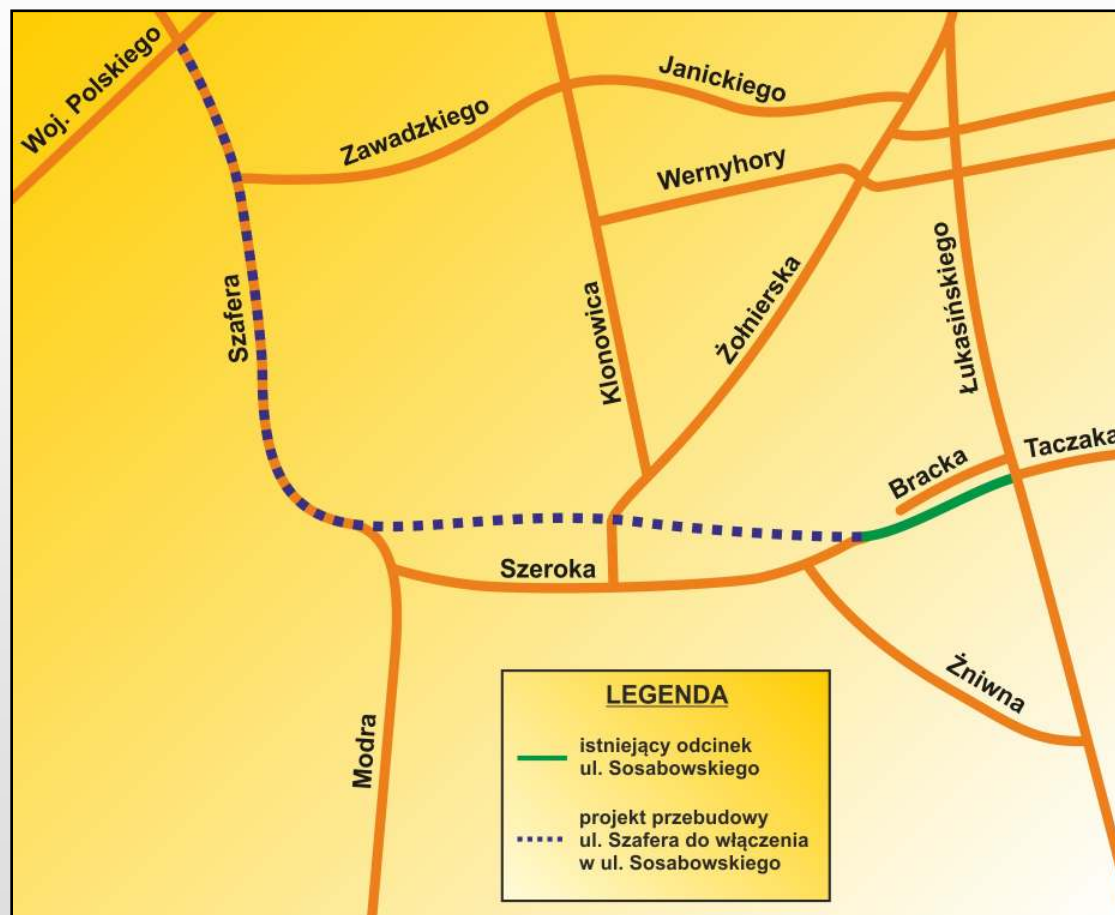 Woj. Polskiego
Zawadzkiego
Janickiego
Wernyhory
Szafera
Klonowica
Żołnierska
Łukasińskiego
Bracka
Taczaka
Szeroka
Żniwna
Modra
LEGENDA
istniejący odcinek
ul. Sosabowskiego
projekt przebudowy
ul. Szafera do włączenia
w ul. Sosabowskiego